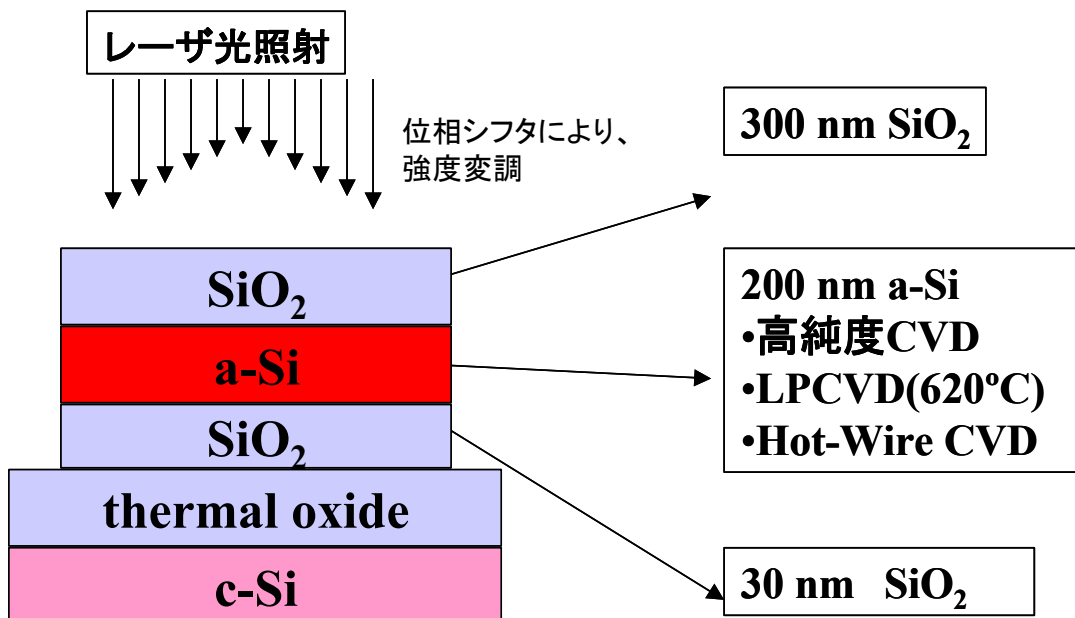 レーザ光照射
位相シフタにより、
強度変調
300 nm SiO₂
SiO₂
a-Si
SiO₂
thermal oxide
c-Si
200 nm a-Si
•高純度CVD
•LPCVD(620ºC)
•Hot-Wire CVD
30 nm SiO₂